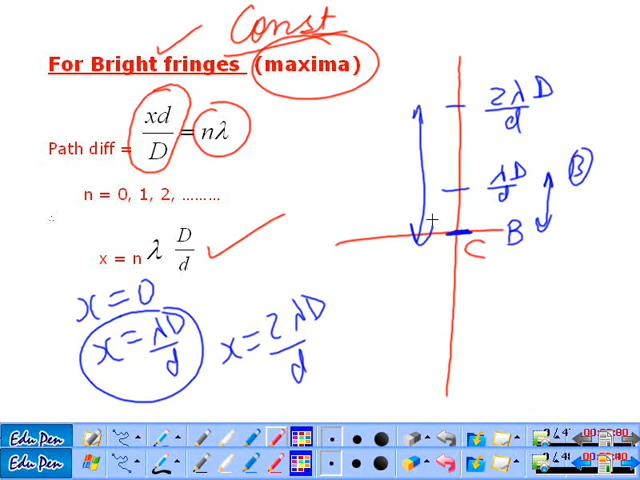 Const
For Bright fringes (maxima)
Path diff = xd/D = nλ
n = 0, 1, 2, ………
∴
x = n λ D/d
x = 0
x = λD/d
x = 2λD/d
2λD/d
λD/d
B
B
C
Edu Pen
Edu Pen